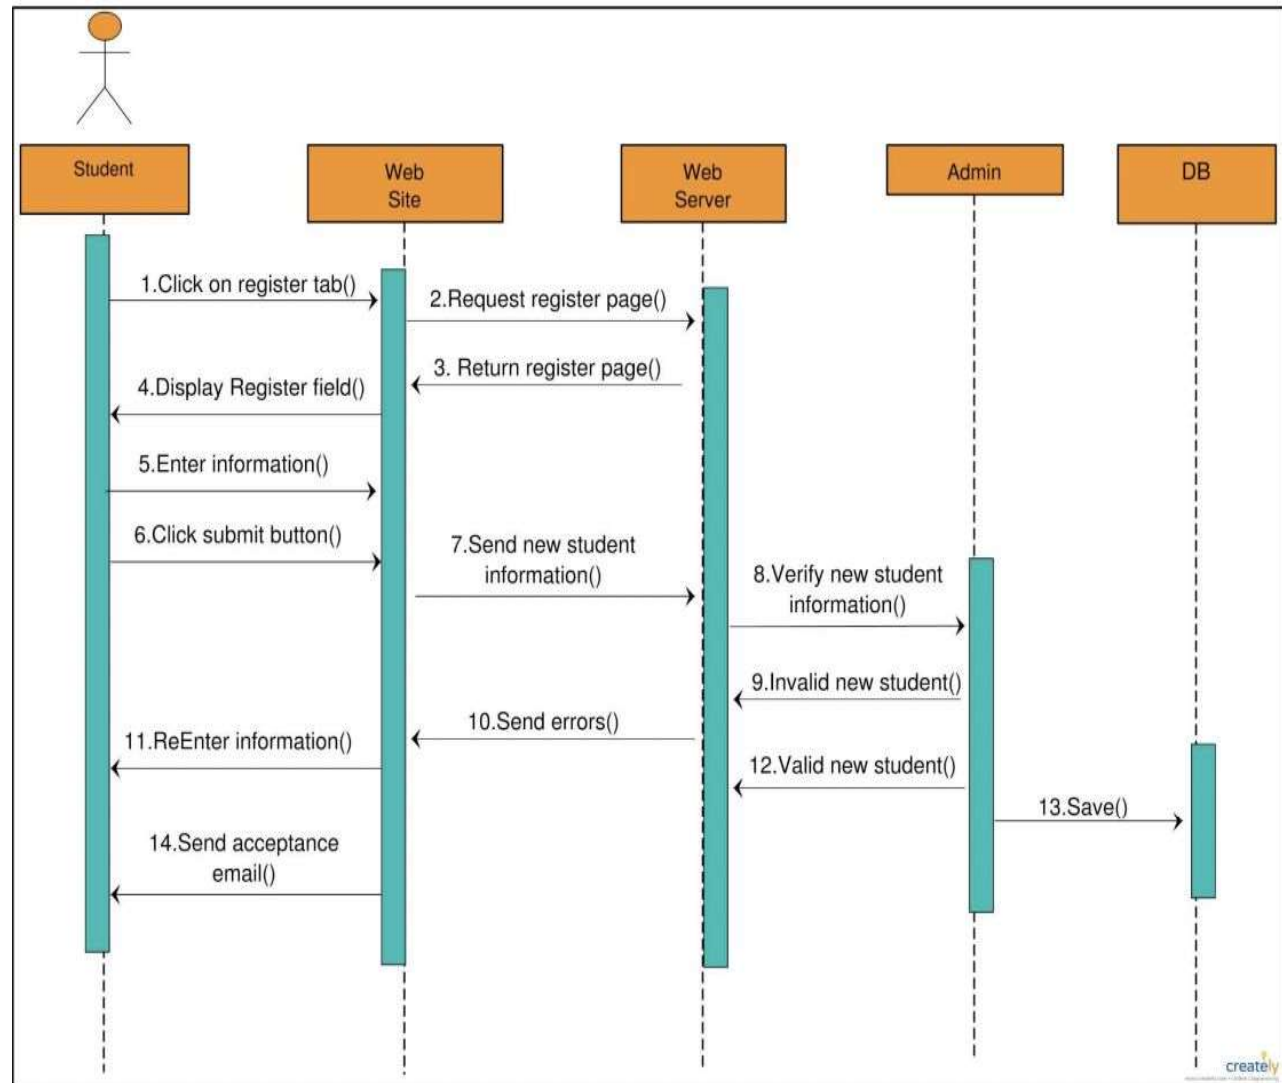 Student
Web
Site
Web
Server
Admin
DB
1.Click on register tab()
2.Request register page()
3. Return register page()
4.Display Register field()
5.Enter information()
6.Click submit button()
7.Send new student
information()
8.Verify new student
information()
9.Invalid new student()
10.Send errors()
11.ReEnter information()
12.Valid new student()
13.Save()
14.Send acceptance
email()
creately